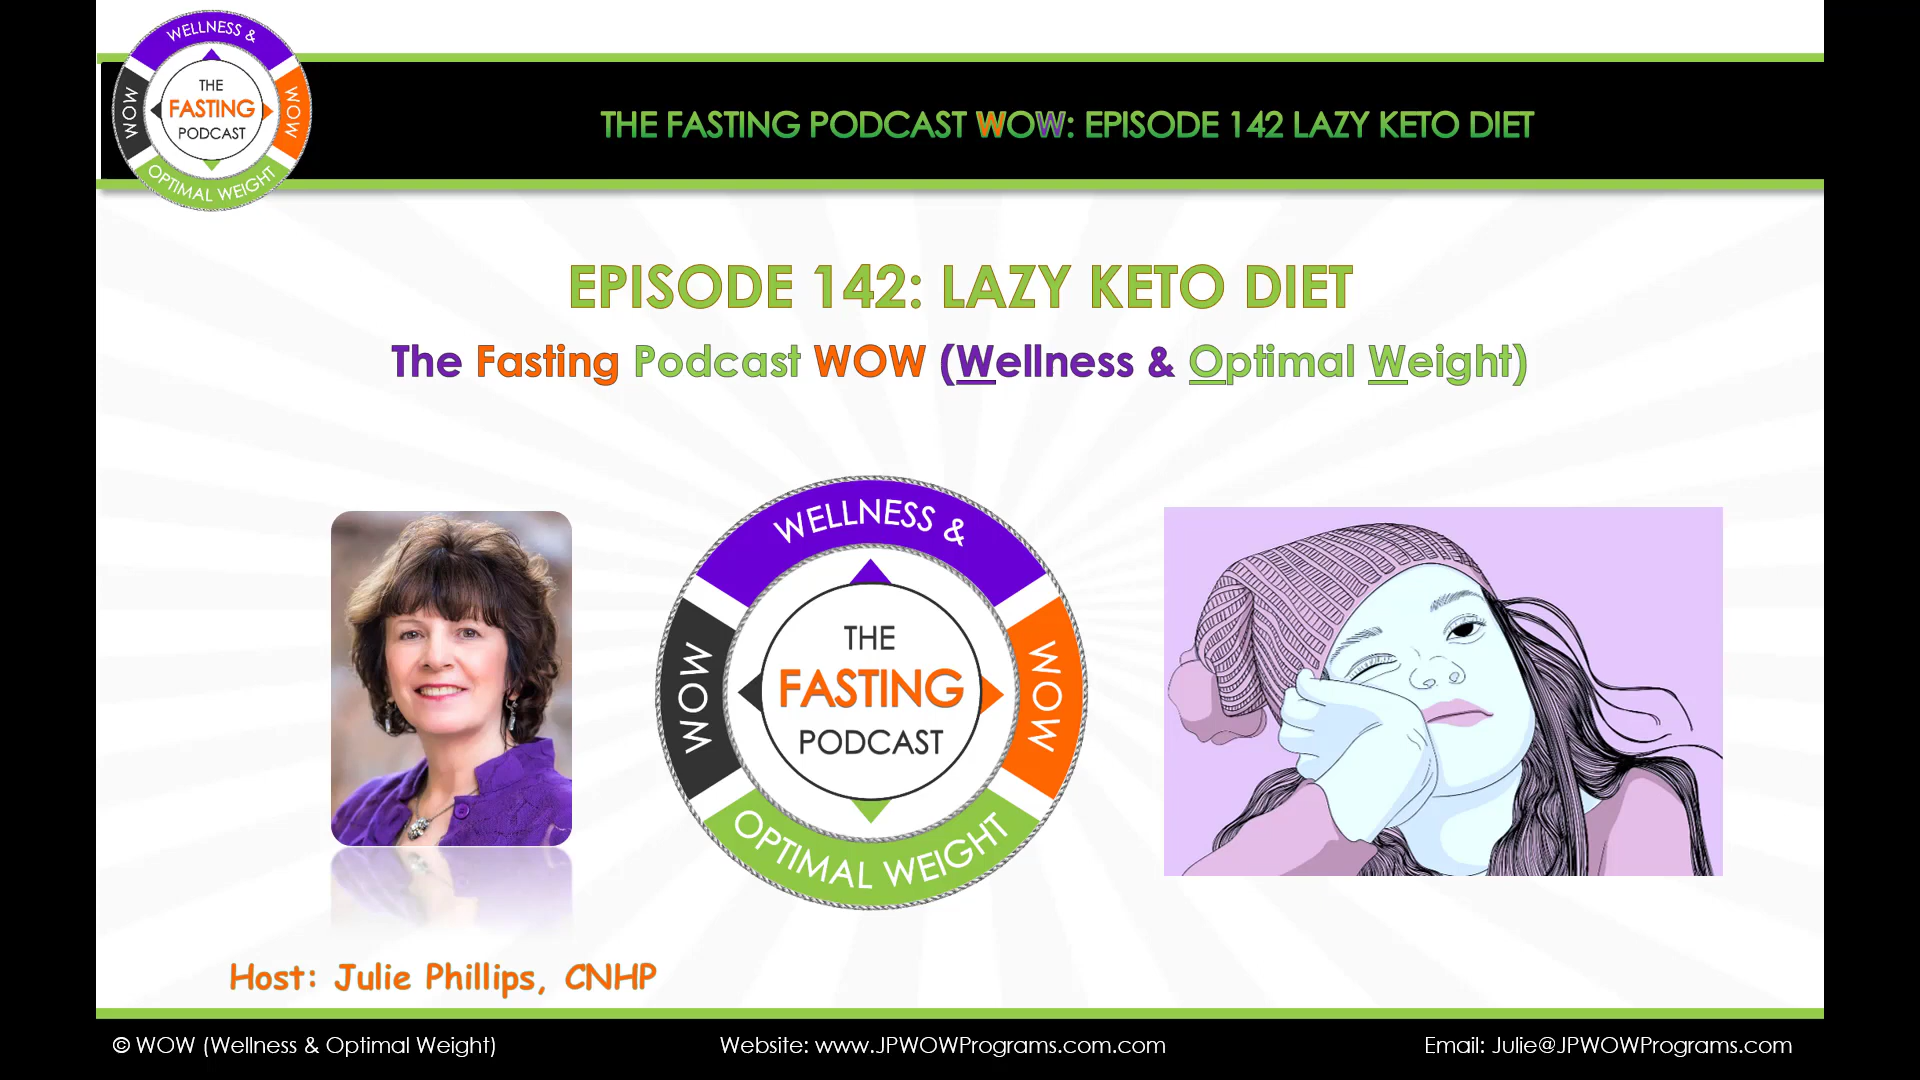 WELLNESS &
THE
FASTING
PODCAST
WOW
WOW
OPTIMAL WEIGHT
THE FASTING PODCAST WOW: EPISODE 142 LAZY KETO DIET
EPISODE 142: LAZY KETO DIET
The Fasting Podcast WOW (Wellness & Optimal Weight)
WELLNESS &
WOW
THE
FASTING
PODCAST
WOW
OPTIMAL WEIGHT
Host: Julie Phillips, CNHP
© WOW (Wellness & Optimal Weight)
Website: www.JPWOWPrograms.com.com
Email: Julie@JPWOWPrograms.com